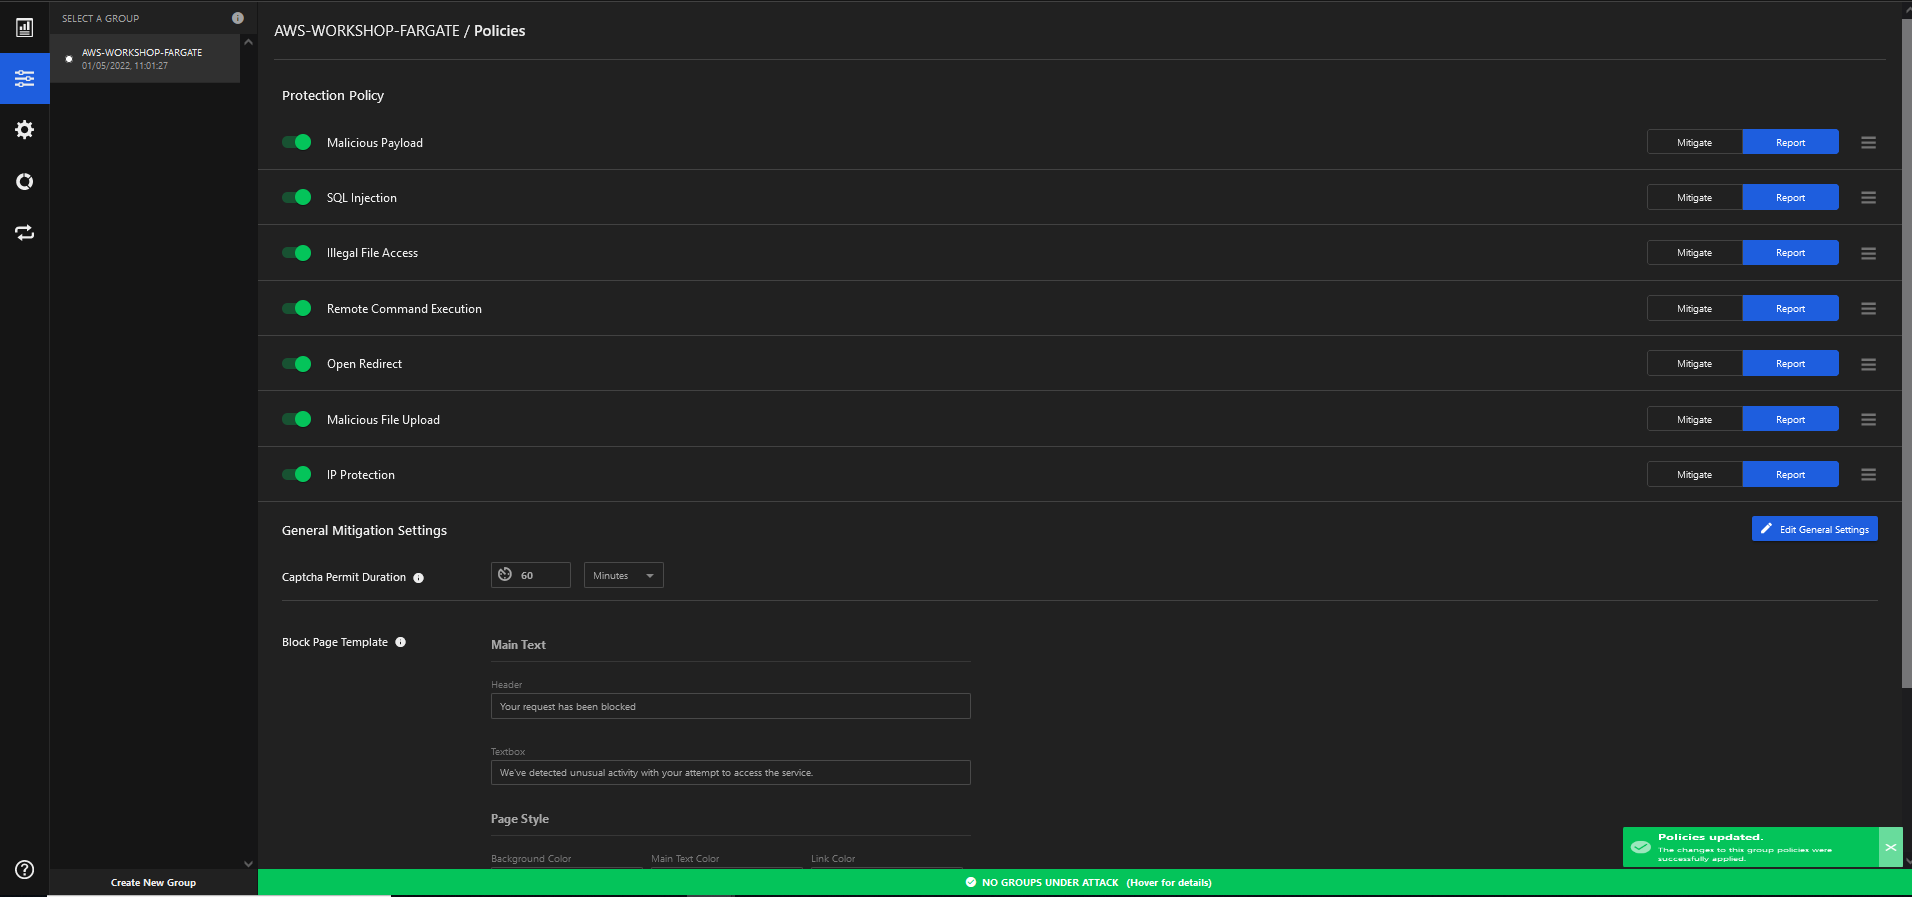 SELECT A GROUP
AWS-WORKSHOP-FARGATE
01/05/2022, 11:01:27
Create New Group
AWS-WORKSHOP-FARGATE / Policies
Protection Policy
Malicious Payload
Mitigate
Report
SQL Injection
Mitigate
Report
Illegal File Access
Mitigate
Report
Remote Command Execution
Mitigate
Report
Open Redirect
Mitigate
Report
Malicious File Upload
Mitigate
Report
IP Protection
Mitigate
Report
General Mitigation Settings
Edit General Settings
Captcha Permit Duration
60
Minutes
Block Page Template
Main Text
Header
Your request has been blocked
Textbox
We've detected unusual activity with your attempt to access the service.
Page Style
Background Color
Main Text Color
Link Color
Policies updated.
The changes to this group policies were
successfully applied.
NO GROUPS UNDER ATTACK (Hover for details)